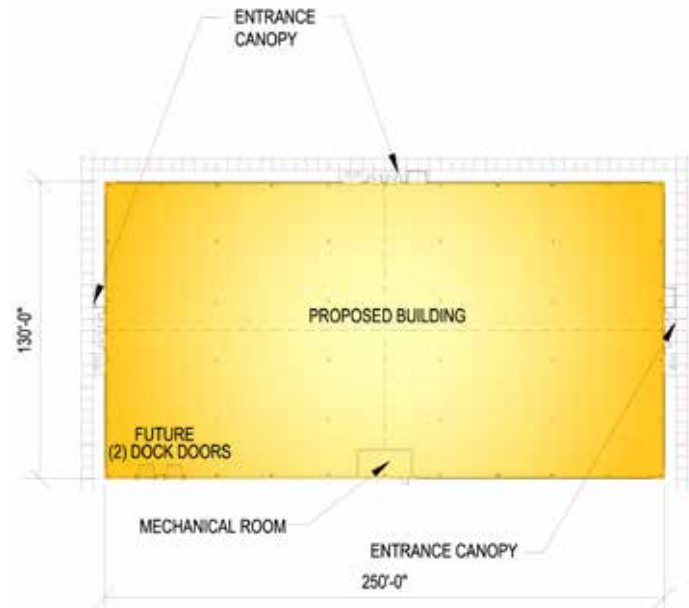 ENTRANCE
CANOPY
130'-0"
PROPOSED BUILDING
FUTURE
(2) DOCK DOORS
MECHANICAL ROOM
ENTRANCE CANOPY
250'-0"